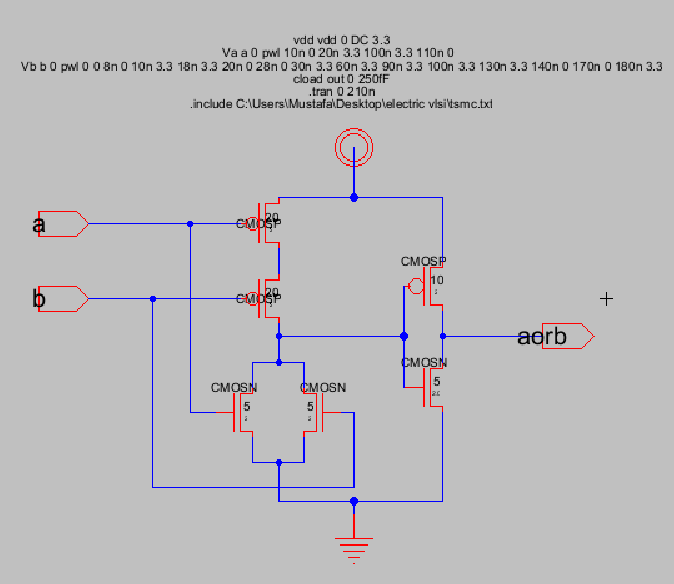 vdd vdd 0 DC 3.3
Va a 0 pwl 10n 0 20n 3.3 100n 3.3 110n 0
Vb b 0 pwl 0 0 8n 0 10n 3.3 18n 3.3 20n 0 28n 0 30n 3.3 60n 3.3 90n 3.3 100n 3.3 130n 3.3 140n 0 170n 0 180n 3.3
cload out 0 250fF
.tran 0 210n
.include C:\Users\Mustafa\Desktop\electric vlsi\tsmc.txt
a
20
CMOSP
CMOSP
10
b
20
CMOSP
aorb
CMOSN
5
CMOSN
5
CMOSN
5